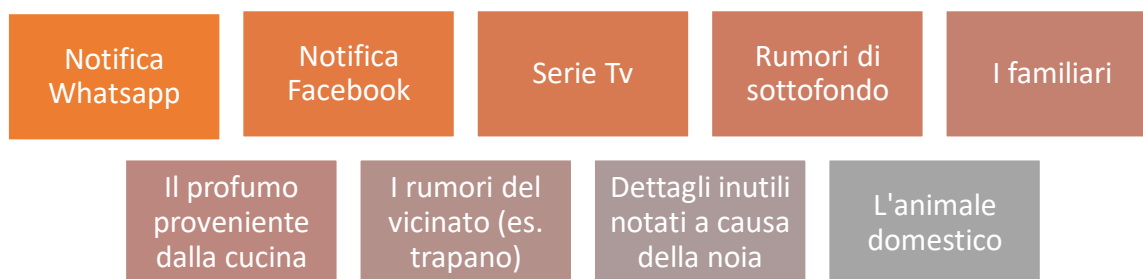 Notifica
Whatsapp
Notifica
Facebook
Serie Tv
Rumori di
sottofondo
I familiari
Il profumo
proveniente
dalla cucina
I rumori del
vicinato (es.
trapano)
Dettagli inutili
notati a causa
della noia
L'animale
domestico